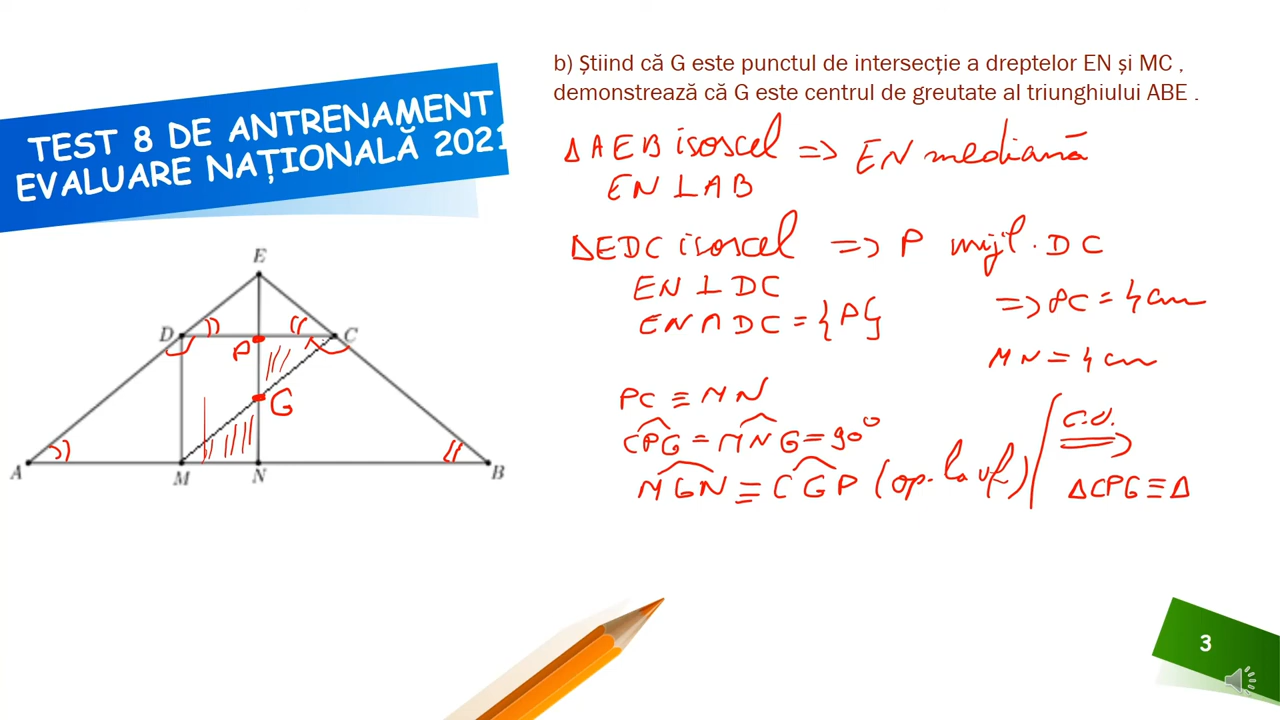 b) Știind că G este punctul de intersecție a dreptelor EN și MC ,
demonstrează că G este centrul de greutate al triunghiului ABE .
TEST 8 DE ANTRENAMENT
EVALUARE NAȚIONALĂ 2021
ΔAEB isoscel => EN mediană
EN ⊥ AB
ΔEDC isoscel => P mijl. DC
EN ⊥ DC
=> PC = 4 cm
EN ∩ DC = {P}
MN = 4 cm
PC ≡ MN
CPG = MNG = 90°
MGN ≡ CGP (op. la vf.)
C.U. =>
ΔCPG ≡ Δ
E
D
P
C
G
A
M
N
B
3